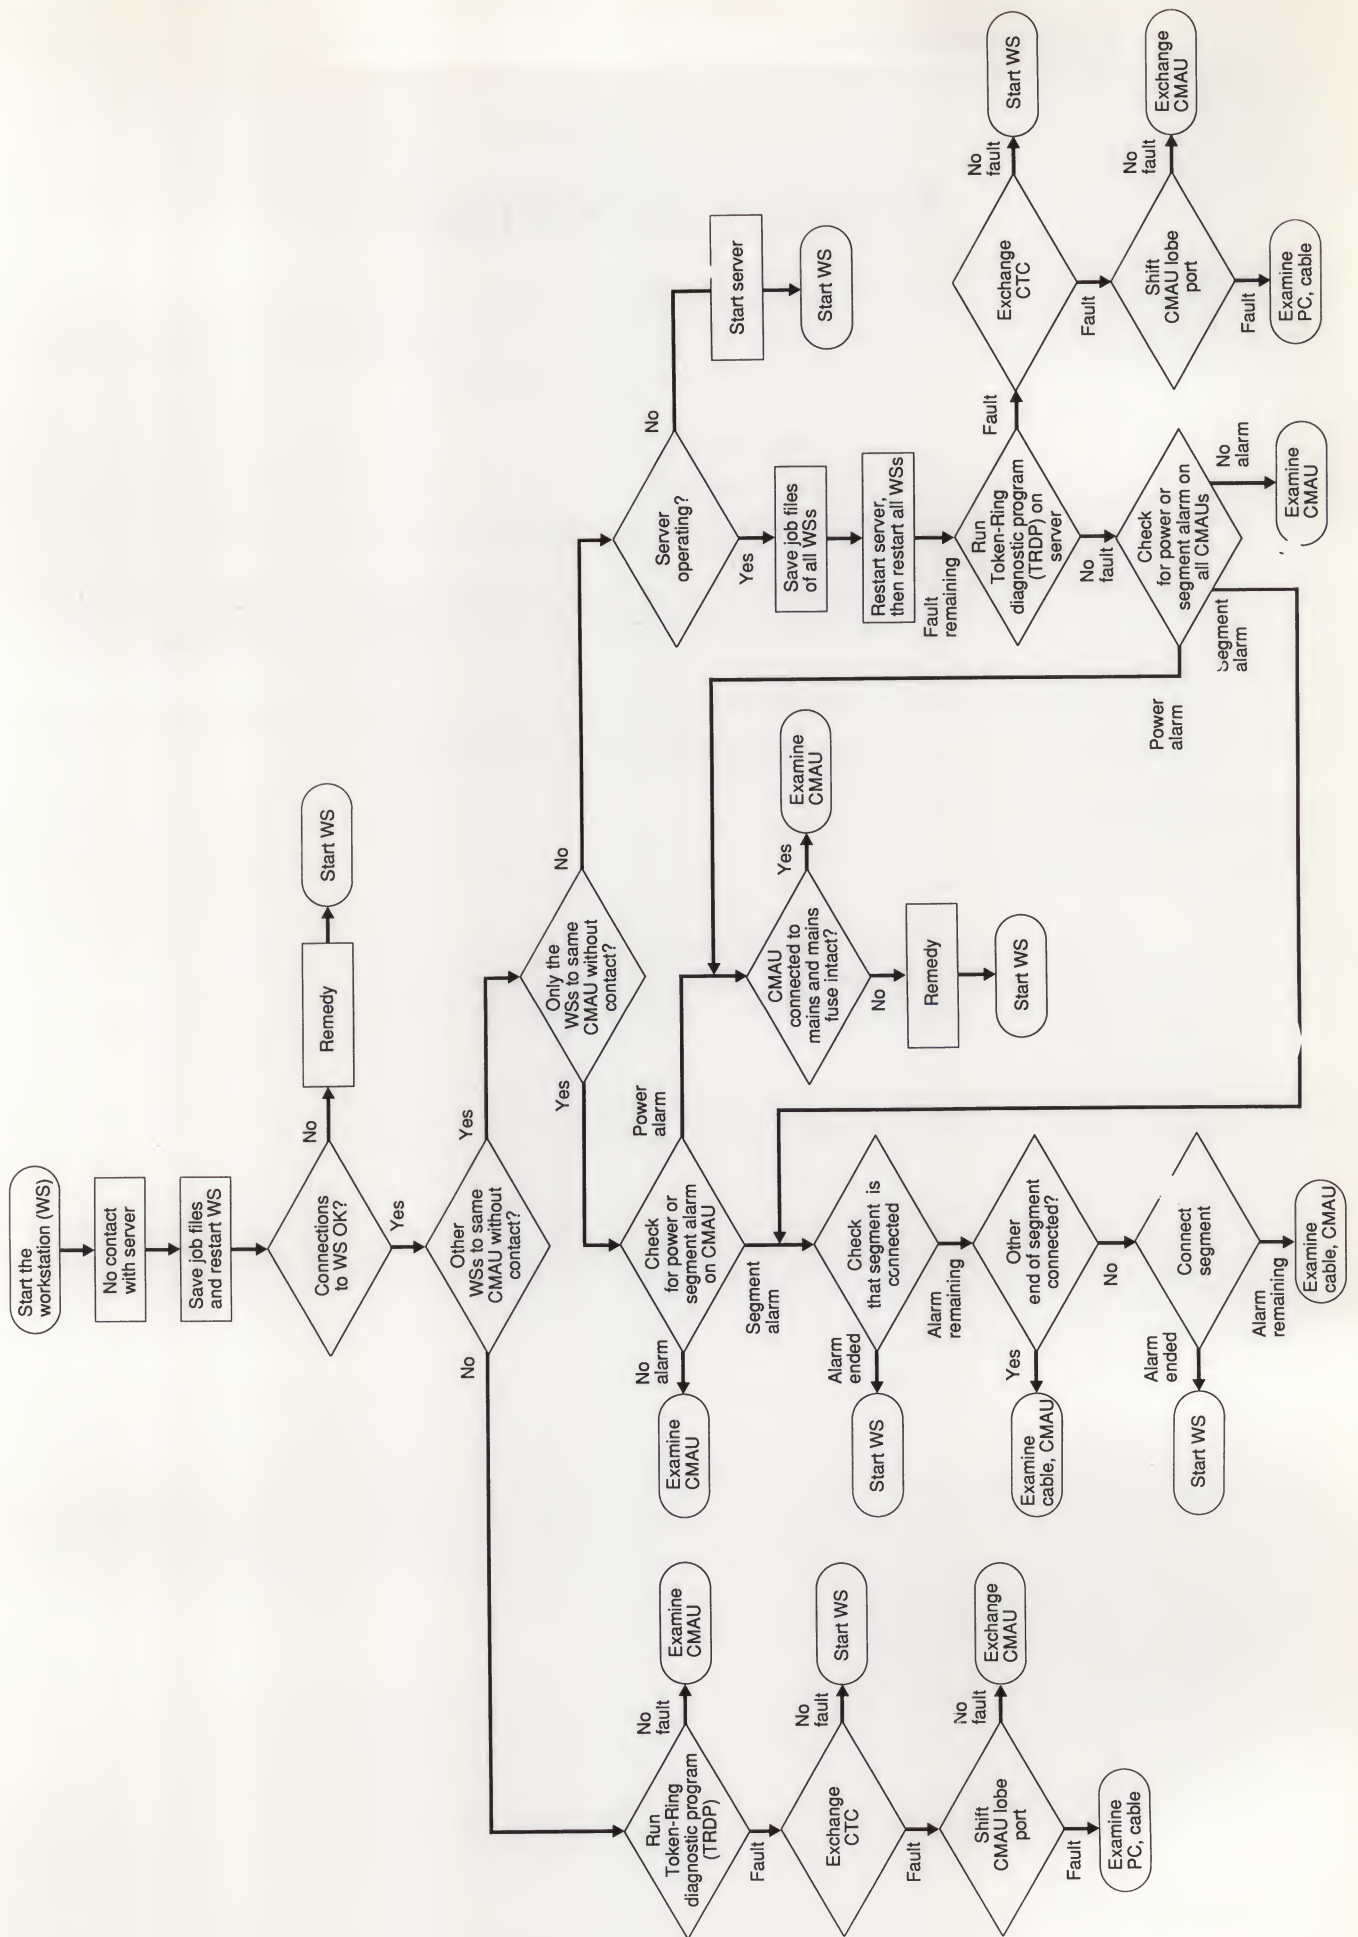 Start the
workstation (WS)
No contact
with server
Save job files
and restart WS
Connections
to WS OK?
No
Remedy
Start WS
Yes
Other
WSs to same
CMAU without
contact?
No
Yes
Run
Token-Ring
diagnostic program
(TRDP)
No
fault
Examine
CMAU
Fault
Exchange
CTC
No
fault
Start WS
Fault
Shift
CMAU lobe
port
No
fault
Exchange
CMAU
Fault
Examine
PC, cable
Only the
WSs to same
CMAU without
contact?
Yes
No
Check
for power or
segment alarm
on CMAU
No
alarm
Examine
CMAU
Power
alarm
Segment
alarm
Check
that segment is
connected
Alarm
ended
Start WS
Alarm
remaining
Other
end of segment
connected?
Yes
Examine
cable, CMAU
No
Connect
segment
Alarm
ended
Start WS
Alarm
remaining
Examine
cable, CMAU
CMAU
connected to
mains and mains
fuse intact?
Yes
Examine
CMAU
No
Remedy
Start WS
Server
operating?
No
Start server
Start WS
Yes
Save job files
of all WSs
Restart server,
then restart all WSs
Fault
remaining
Run
Token-Ring
diagnostic program
(TRDP) on
server
Fault
Exchange
CTC
No
fault
Start WS
Fault
Shift
CMAU lobe
port
No
fault
Exchange
CMAU
Fault
Examine
PC, cable
No
fault
Check
for power or
segment alarm on
all CMAUs
Power
alarm
Segment
alarm
No
alarm
Examine
CMAU